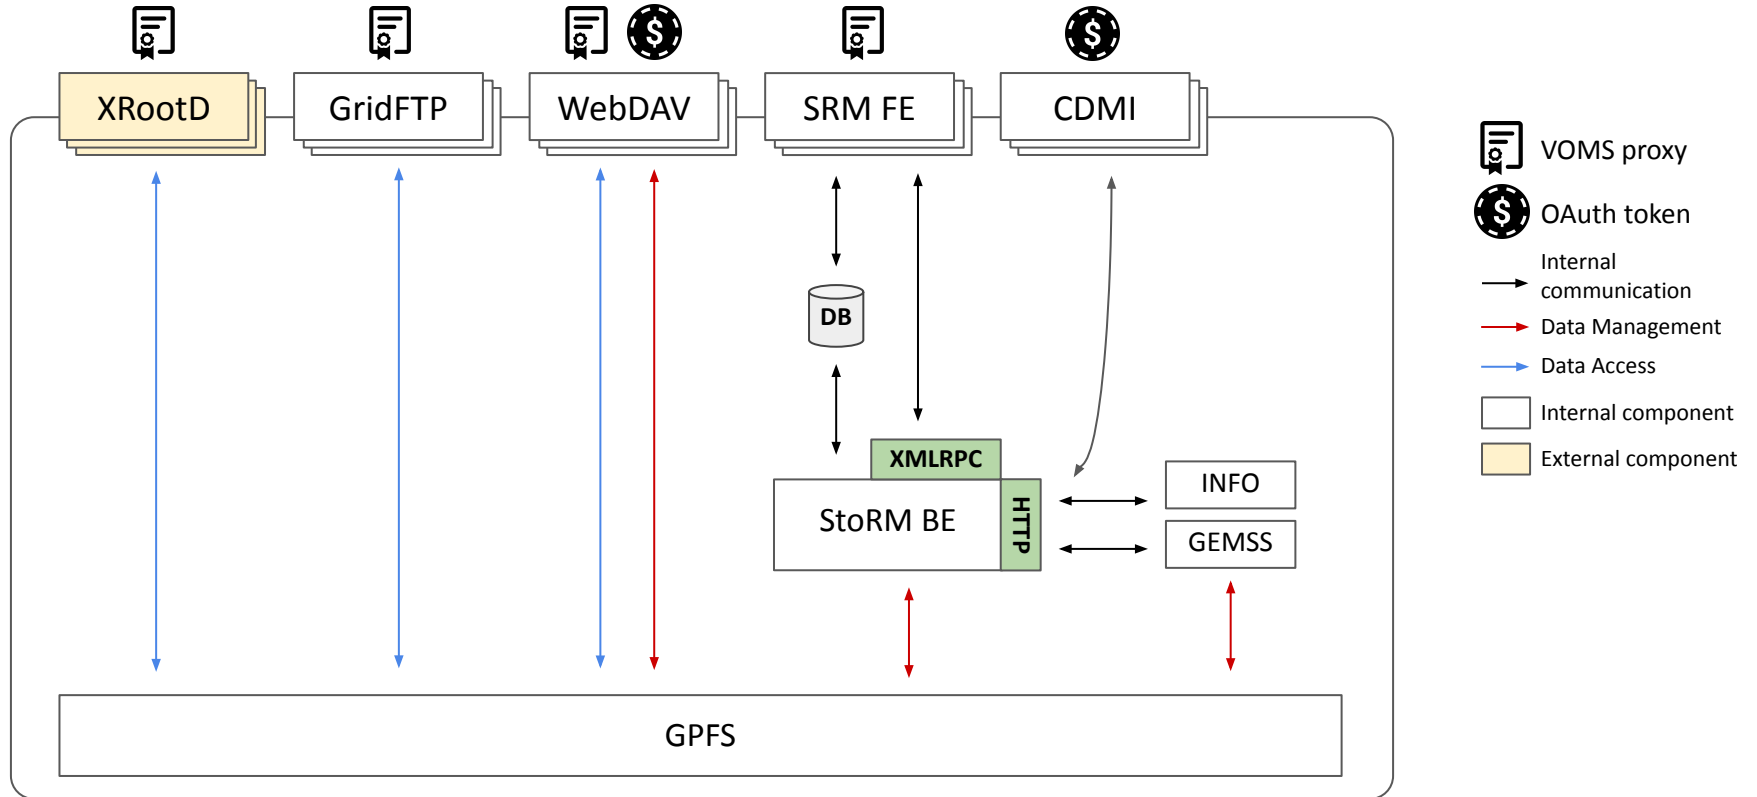 XRootD
GridFTP
WebDAV
SRM FE
CDMI
VOMS proxy
OAuth token
Internal
communication
Data Management
Data Access
Internal component
External component
DB
XMLRPC
StoRM BE
HTTP
INFO
GEMSS
GPFS